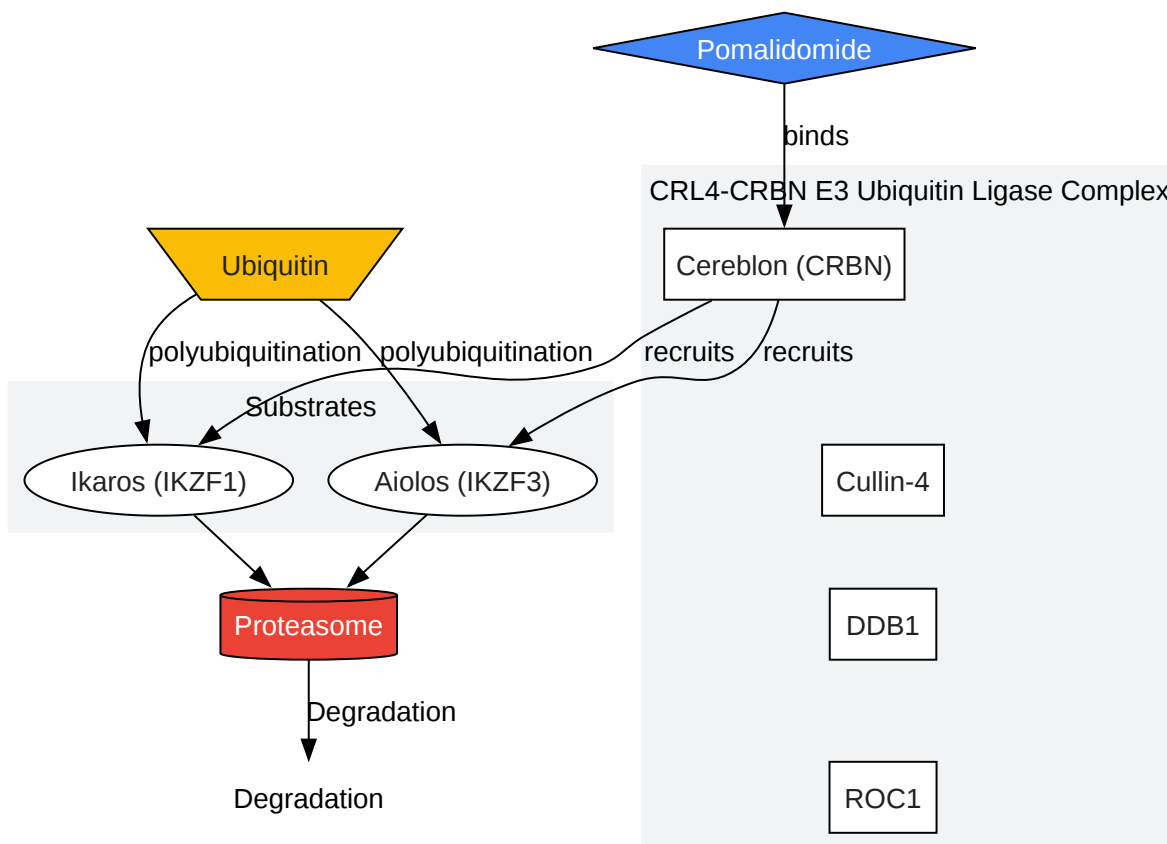 Pomalidomide
binds
CRL4-CRBN E3 Ubiquitin Ligase Complex
Ubiquitin
Cereblon (CRBN)
polyubiquitination
polyubiquitination
recruits
recruits
Substrates
Ikaros (IKZF1)
Aiolos (IKZF3)
Cullin-4
Proteasome
DDB1
Degradation
Degradation
ROC1